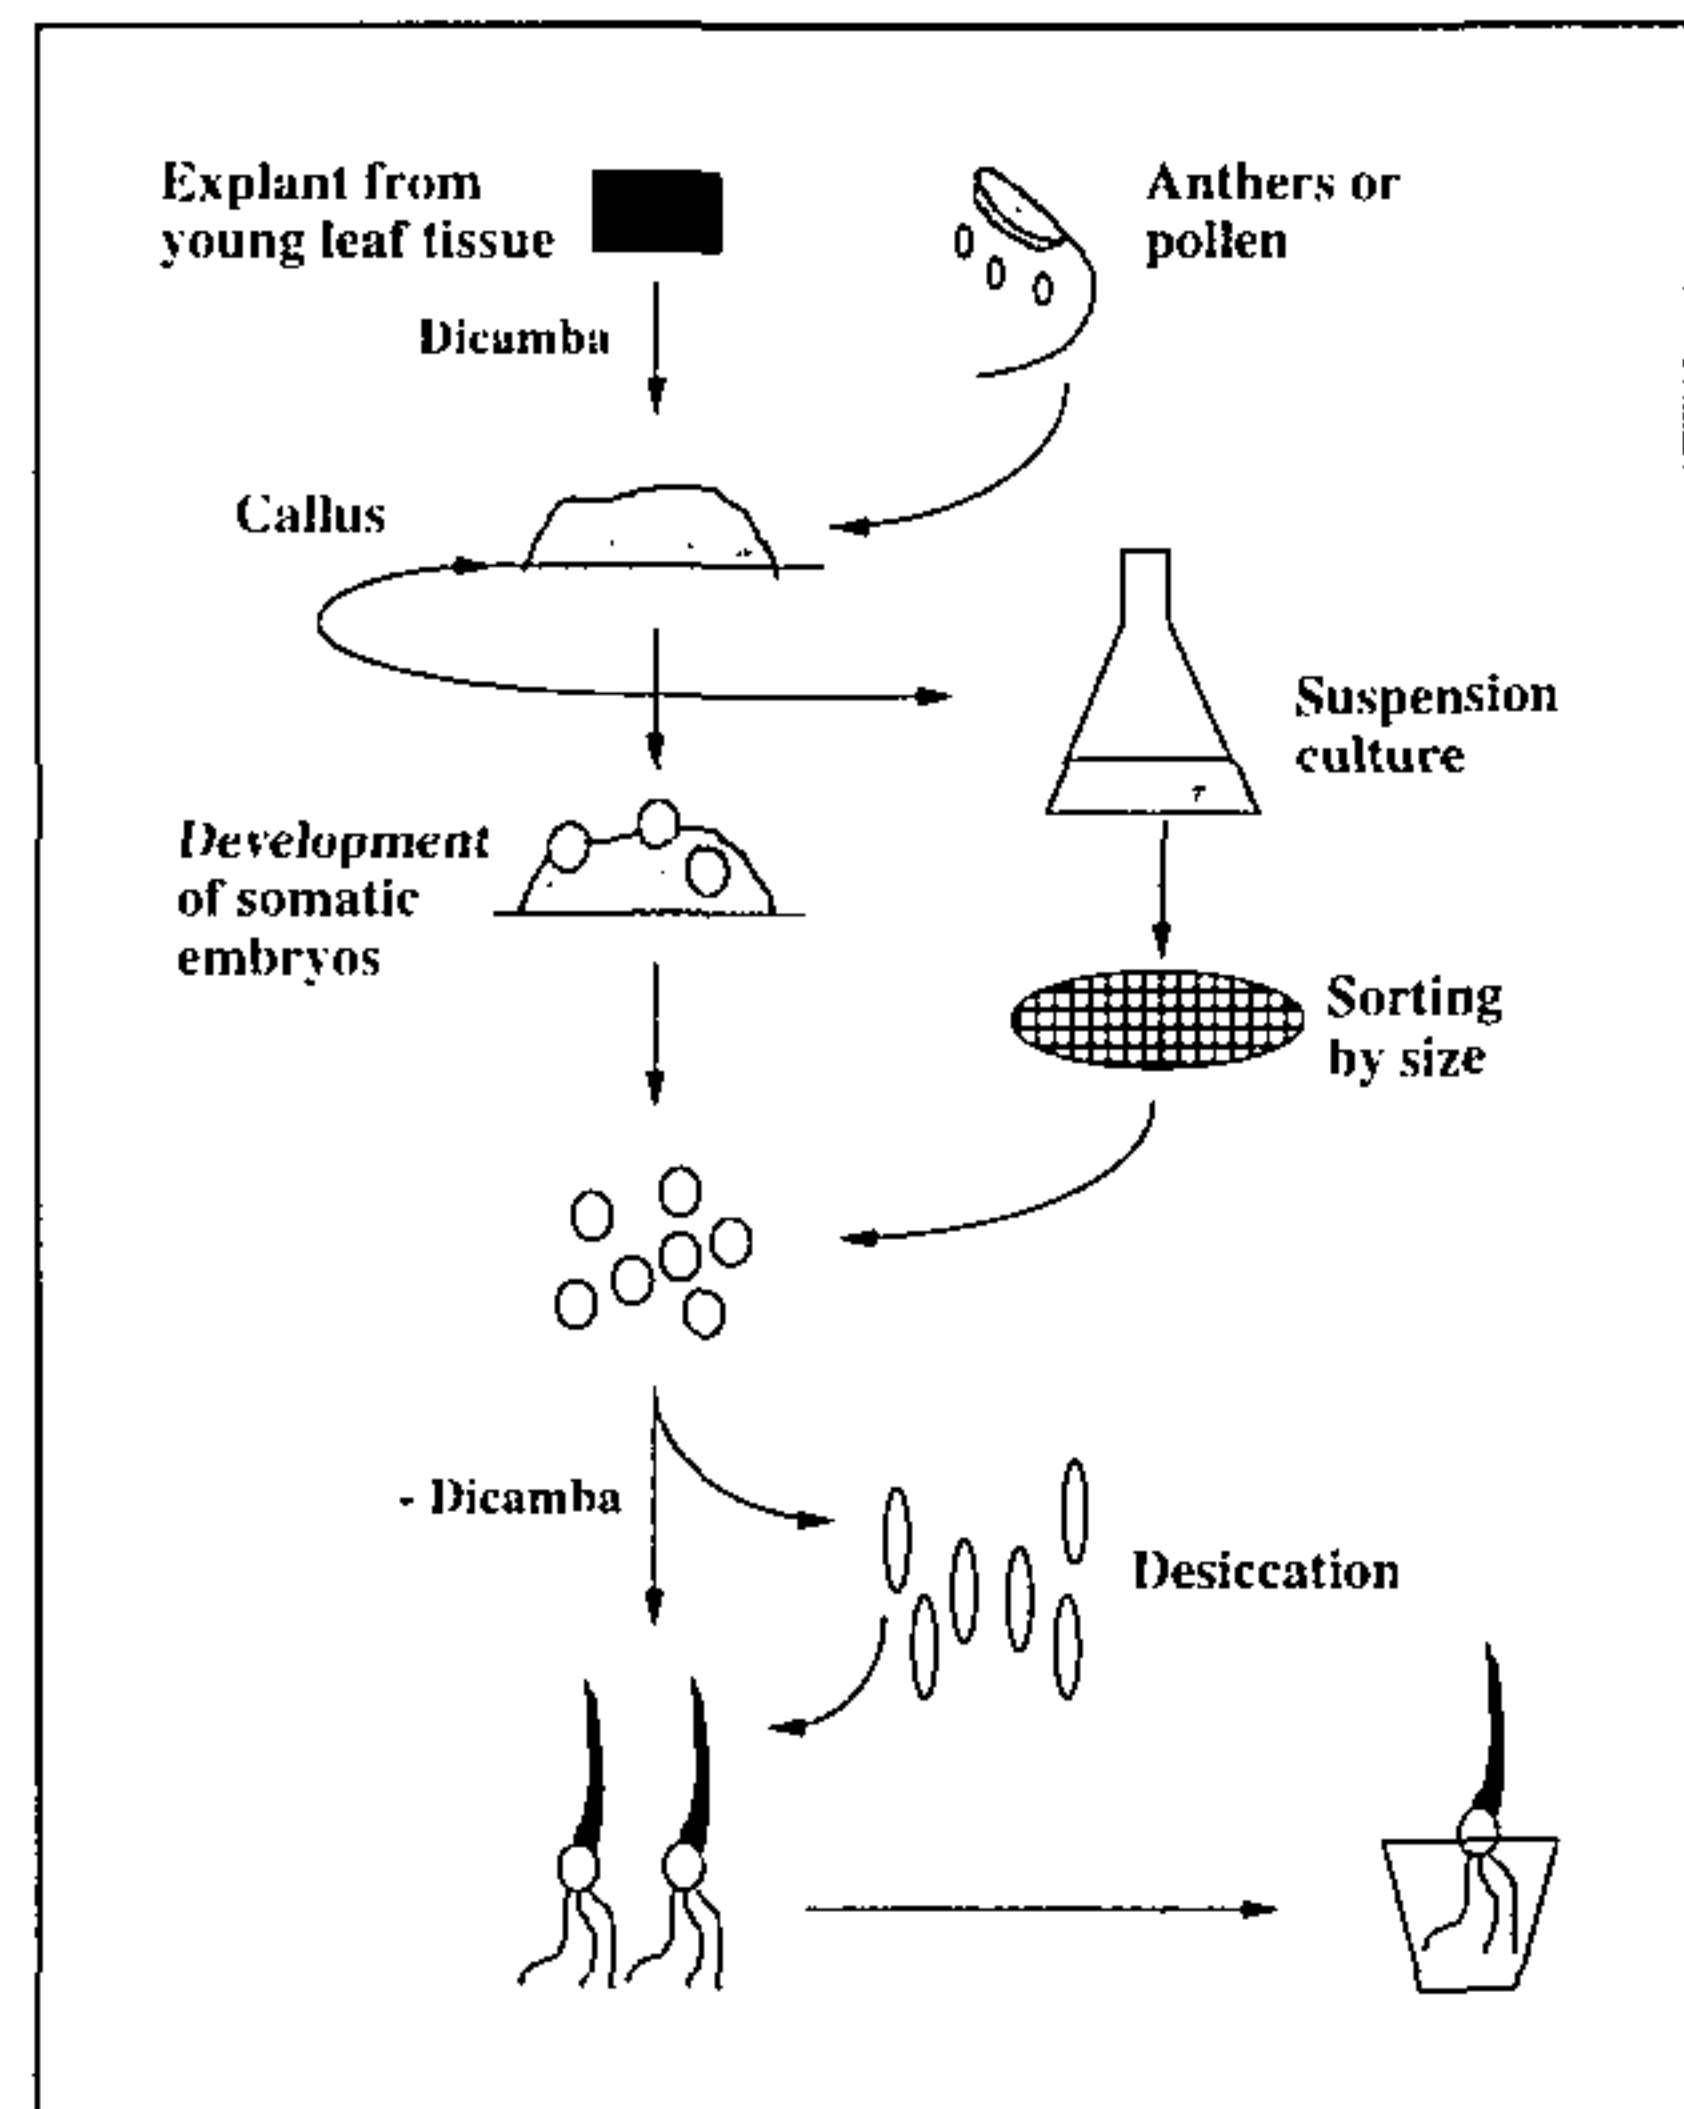 Explant from
young leaf tissue
Anthers or
pollen
Dicamba
Callus
Suspension
culture
Development
of somatic
embryos
Sorting
by size
- Dicamba
Desiccation